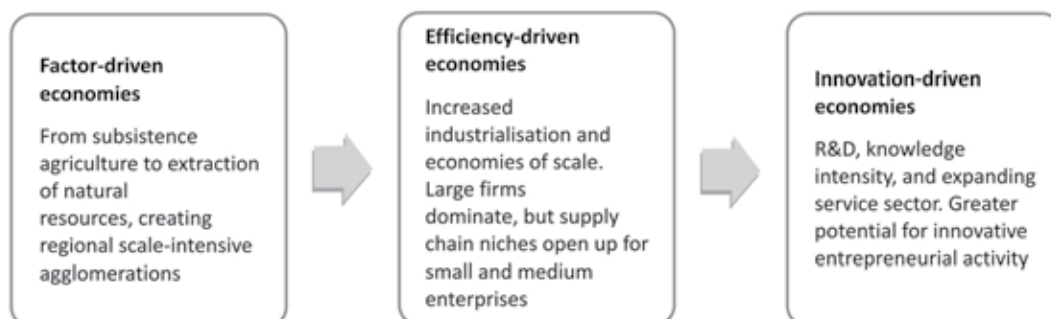 Factor-driven
economies
From subsistence
agriculture to extraction
of natural
resources, creating
regional scale-intensive
agglomerations
Efficiency-driven
economies
Increased
industrialisation and
economies of scale.
Large firms
dominate, but supply
chain niches open up for
small and medium
enterprises
Innovation-driven
economies
R&D, knowledge
intensity, and expanding
service sector. Greater
potential for innovative
entrepreneurial activity